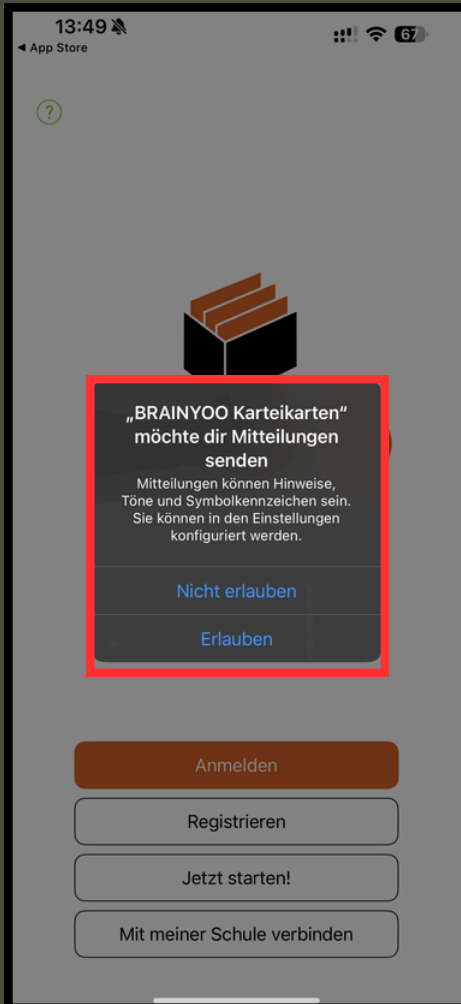 13:49
67
App Store
?
„BRAINYOO Karteikarten“
möchte dir Mitteilungen
senden
Mitteilungen können Hinweise,
Töne und Symbolkennzeichen sein.
Sie können in den Einstellungen
konfiguriert werden.
Nicht erlauben
Erlauben
Anmelden
Registrieren
Jetzt starten!
Mit meiner Schule verbinden